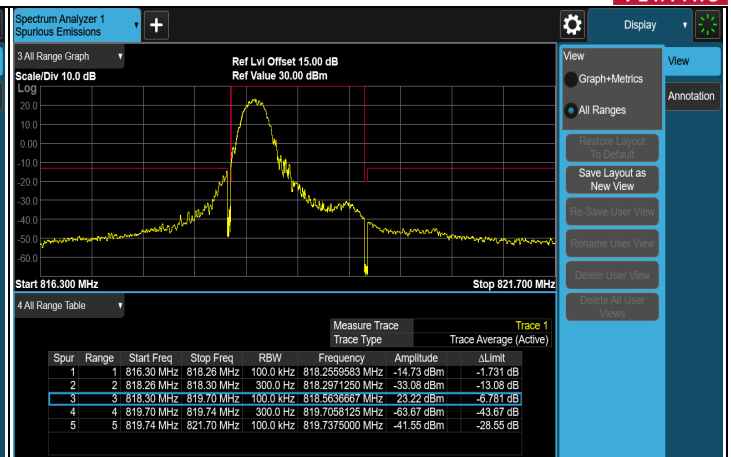 Spectrum Analyzer 1
Spurious Emissions
Display
3 All Range Graph
Ref Lvl Offset 15.00 dB
Scale/Div 10.0 dB
Ref Value 30.00 dBm
Log
20.0
10.0
0.00
-10.0
-20.0
-30.0
-40.0
-50.0
-60.0
Start 816.300 MHz
Stop 821.700 MHz
4 All Range Table
Measure Trace Trace 1
Trace Type Trace Average (Active)
Spur Range Start Freq Stop Freq RBW Frequency Amplitude ΔLimit
1 1 816.30 MHz 818.26 MHz 100.0 kHz 818.2559583 MHz -14.73 dBm -1.731 dB
2 2 818.26 MHz 818.30 MHz 300.0 Hz 818.2971250 MHz -33.08 dBm -13.08 dB
3 3 818.30 MHz 819.70 MHz 100.0 kHz 818.5636667 MHz 23.22 dBm -6.781 dB
4 4 819.70 MHz 819.74 MHz 300.0 Hz 819.7058125 MHz -63.67 dBm -43.67 dB
5 5 819.74 MHz 821.70 MHz 100.0 kHz 819.7375000 MHz -41.55 dBm -28.55 dB
View
Graph+Metrics
All Ranges
Restore Layout
To Default
Save Layout as
New View
Re-Save User View
Rename User View
Delete User View
Delete All User
Views
View
Annotation